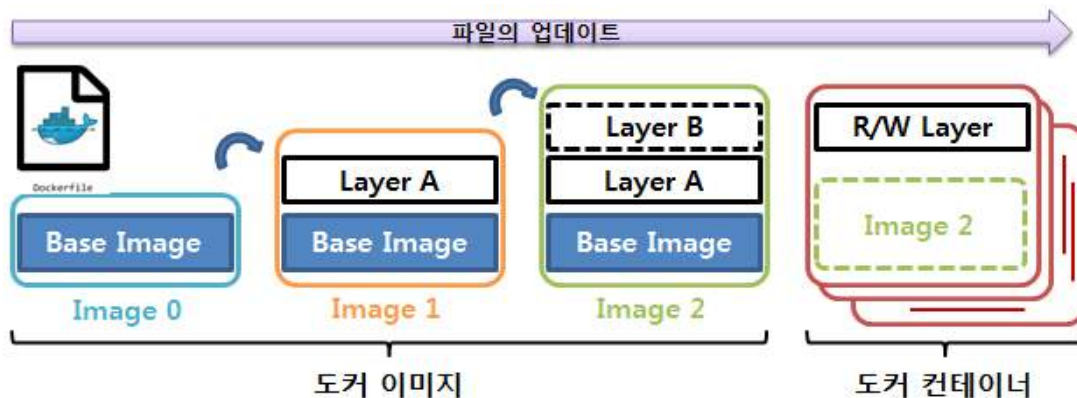 파일의 업데이트
Dockerfile
Base Image
Image 0
Layer A
Base Image
Image 1
Layer B
Layer A
Base Image
Image 2
R/W Layer
Image 2
도커 이미지
도커 컨테이너